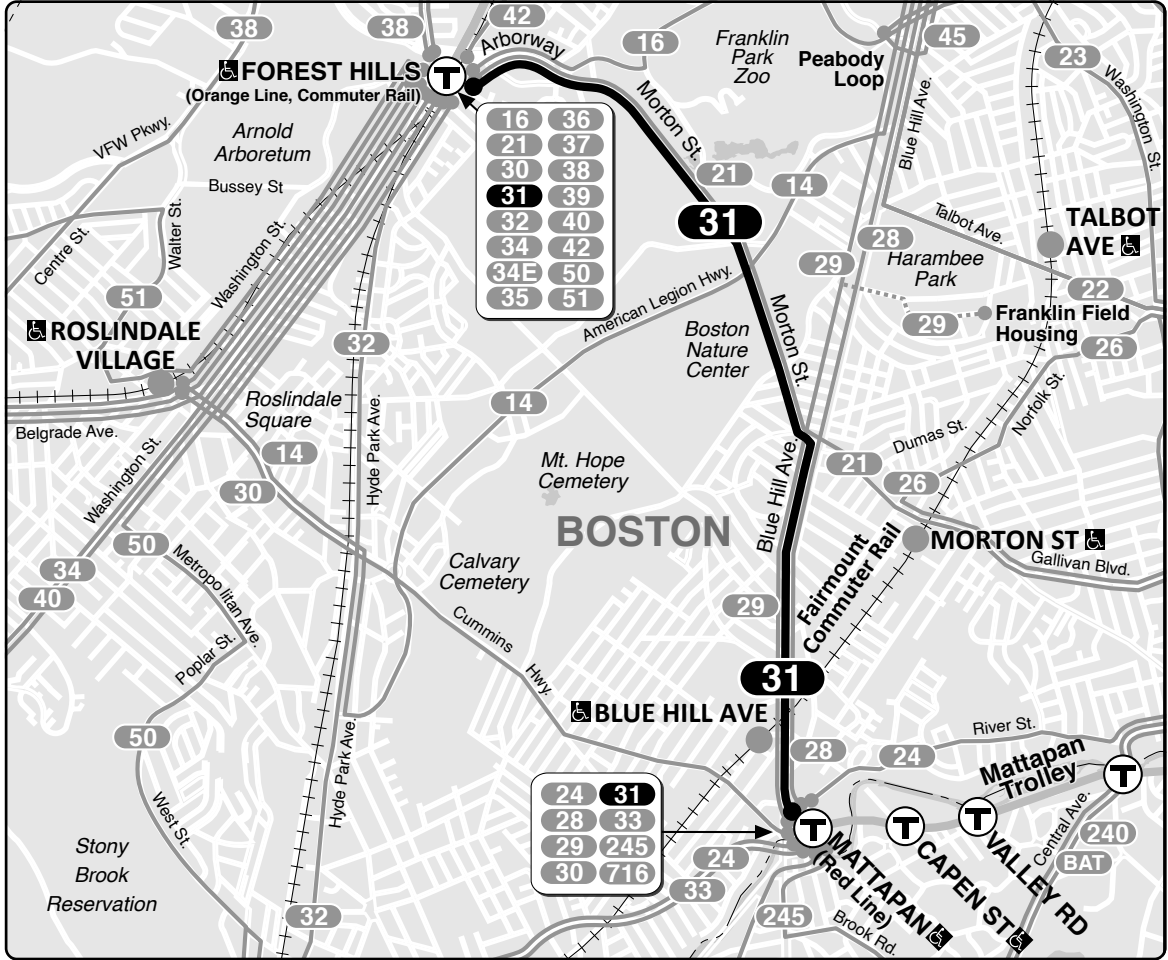 38
38
42
Arborway
16
Franklin
Park
Zoo
Peabody
Loop
45
23
Washington St.
FOREST HILLS
(Orange Line, Commuter Rail)
T
VFW Pkwy.
Arnold
Arboretum
Bussey St
Morton St.
Blue Hill Ave.
16 36
21 37
30 38
31 39
32 40
34 42
34E 50
35 51
21
14
31
Centre St.
Walter St.
Washington St.
Talbot Ave.
TALBOT
AVE
28
Harambee
Park
29
22
51
American Legion Hwy.
Morton St.
29
Franklin Field
Housing
26
ROSLINDALE
VILLAGE
32
Boston
Nature
Center
Norfolk St.
Roslindale
Square
14
Belgrade Ave.
Hyde Park Ave.
Dumas St.
14
30
Washington St.
Mt. Hope
Cemetery
Blue Hill Ave.
21
26
BOSTON
MORTON ST
Gallivan Blvd.
50
Metropolitan Ave.
34
40
Calvary
Cemetery
Fairmount
Commuter Rail
29
Cummins Hwy.
Poplar St.
31
BLUE HILL AVE
50
Hyde Park Ave.
28
24
River St.
Mattapan
Trolley
T
24 31
28 33
29 245
30 716
West St.
T
T
T
MATTAPAN
(Red Line)
CAPEN ST
VALLEY RD
Central Ave.
240
BAT
24
33
Stony
Brook
Reservation
32
245
Brook Rd.